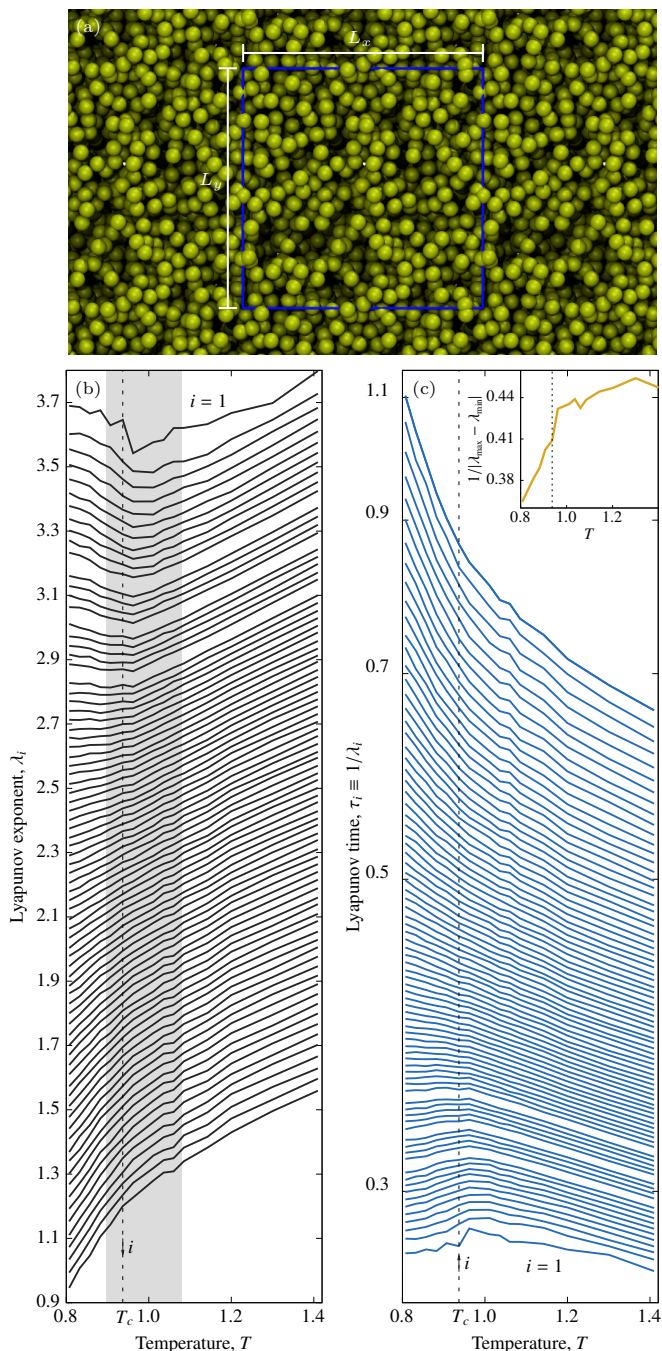 (a)
L_x
L_y
(b)
i = 1
3.7
3.5
3.3
3.1
2.9
2.7
2.5
2.3
2.1
1.9
1.7
1.5
1.3
1.1
0.9
Lyapunov exponent, λ_i
i
0.8 T_c 1.0 1.2 1.4
Temperature, T
(c)
1.1
0.9
0.7
0.5
0.3
Lyapunov time, τ_i ≡ 1/λ_i
0.44
0.41
0.38
1/|λ_max − λ_min|
0.8 1.0 1.2
T
i
i = 1
0.8 T_c 1.0 1.2 1.4
Temperature, T